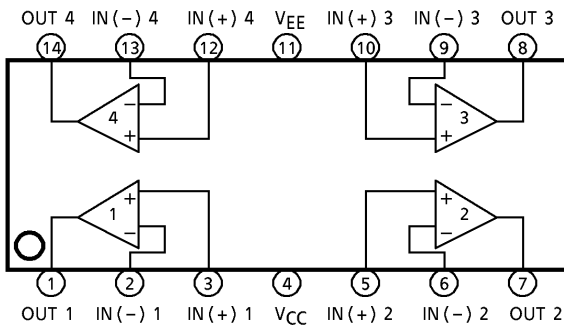 OUT 4 IN(−) 4 IN(+) 4 VEE IN(+) 3 IN(−) 3 OUT 3
14 13 12 11 10 9 8
− −
4 3
+ +
+ +
1 2
− −
1 2 3 4 5 6 7
OUT 1 IN(−) 1 IN(+) 1 VCC IN(+) 2 IN(−) 2 OUT 2